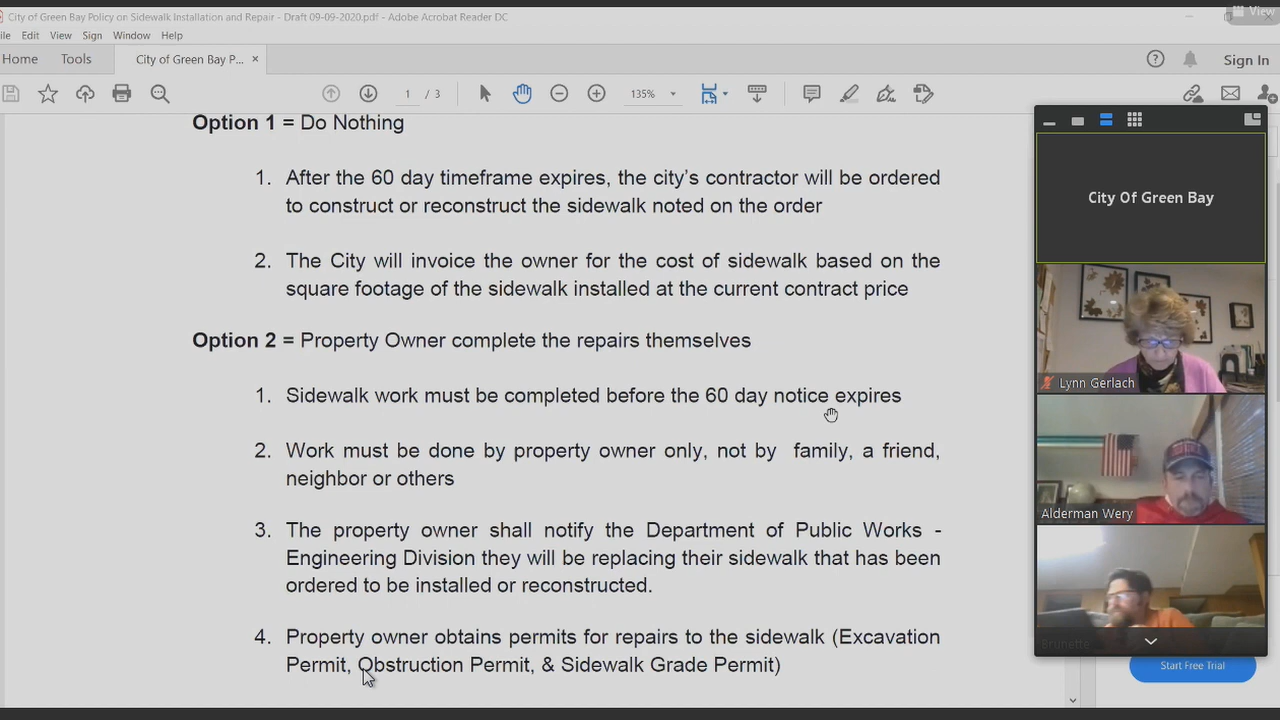 City of Green Bay Policy on Sidewalk Installation and Repair - Draft 09-09-2020.pdf - Adobe Acrobat Reader DC
View
ile Edit View Sign Window Help
Home Tools City of Green Bay P... × Sign In
1 / 3 135%
Option 1 = Do Nothing
1. After the 60 day timeframe expires, the city's contractor will be ordered
to construct or reconstruct the sidewalk noted on the order
2. The City will invoice the owner for the cost of sidewalk based on the
square footage of the sidewalk installed at the current contract price
Option 2 = Property Owner complete the repairs themselves
1. Sidewalk work must be completed before the 60 day notice expires
2. Work must be done by property owner only, not by family, a friend,
neighbor or others
3. The property owner shall notify the Department of Public Works -
Engineering Division they will be replacing their sidewalk that has been
ordered to be installed or reconstructed.
4. Property owner obtains permits for repairs to the sidewalk (Excavation
Permit, Obstruction Permit, & Sidewalk Grade Permit)
City Of Green Bay
Lynn Gerlach
Alderman Wery
Brunette
Start Free Trial